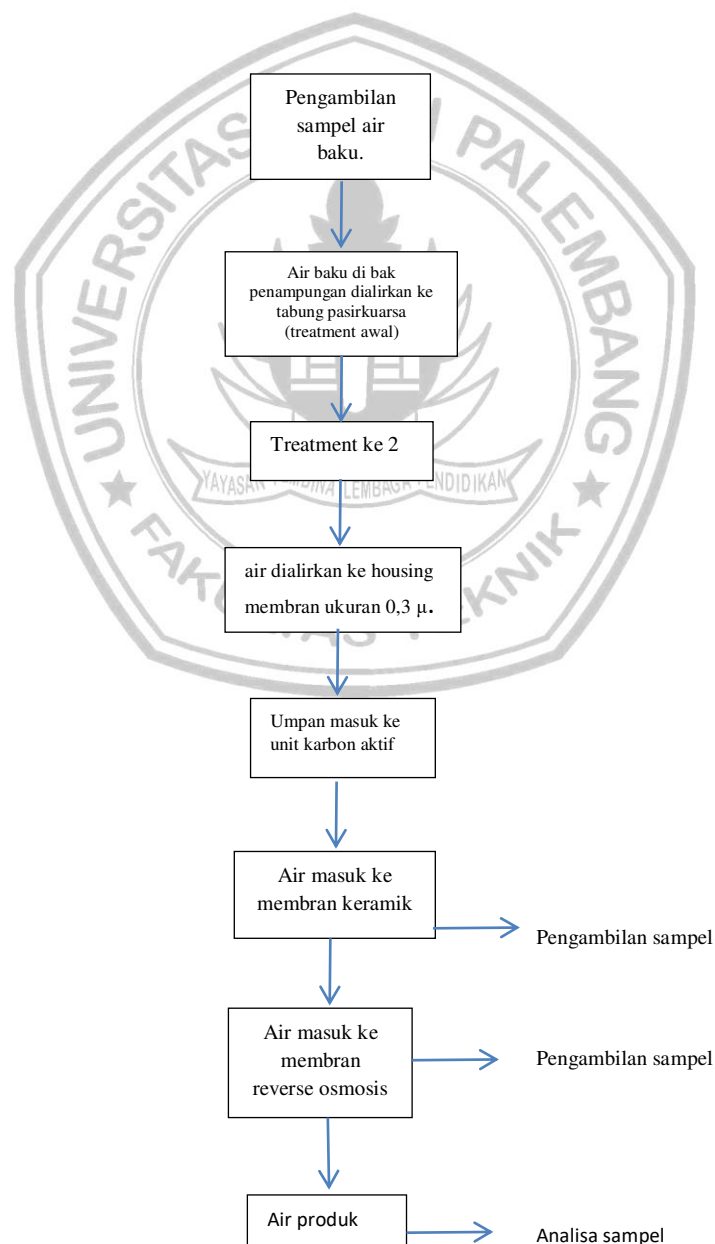 Pengambilan
sampel air
baku.
Air baku di bak
penampungan dialirkan ke
tabung pasirkuarsa
(treatment awal)
Treatment ke 2
air dialirkan ke housing
membran ukuran 0,3 µ.
Umpan masuk ke
unit karbon aktif
Air masuk ke
membran keramik
Pengambilan sampel
Air masuk ke
membran
reverse osmosis
Pengambilan sampel
Air produk
Analisa sampel
UNIVERSITAS PALEMBANG
FAKULTAS TEKNIK
YAYASAN PEMBINA LEMBAGA PENDIDIKAN